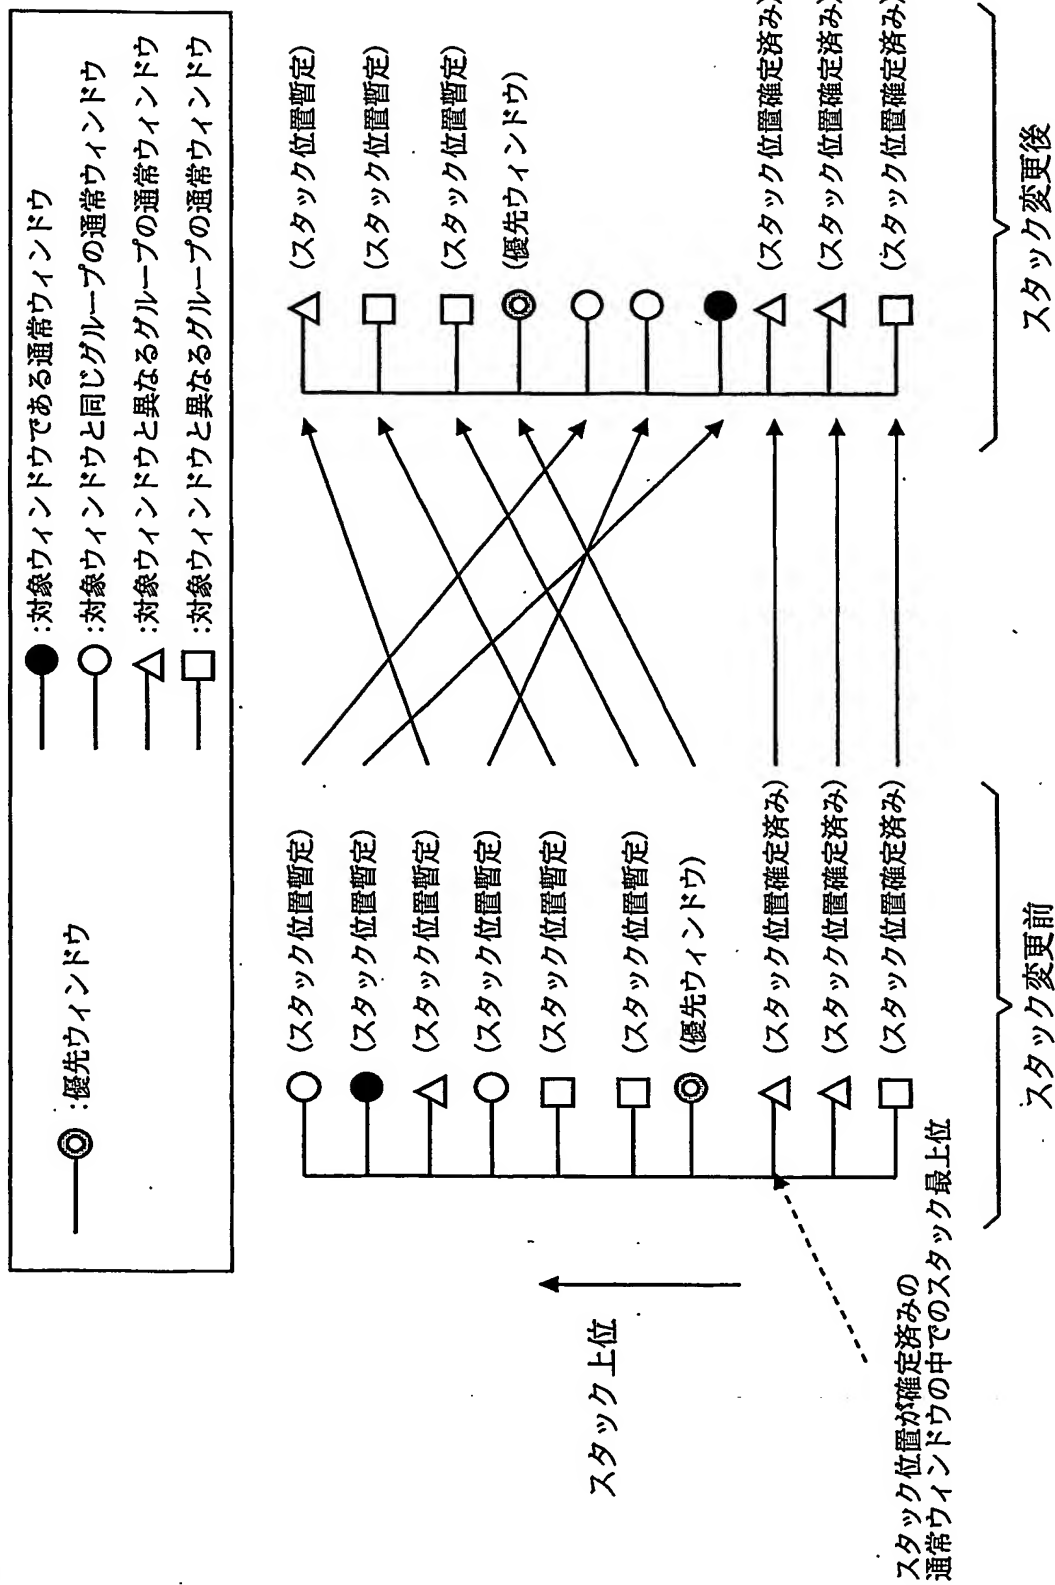 :優先ウィンドウ
:対象ウィンドウである通常ウィンドウ
:対象ウィンドウと同じグループの通常ウィンドウ
:対象ウィンドウと異なるグループの通常ウィンドウ
:対象ウィンドウと異なるグループの通常ウィンドウ
スタック上位
スタック位置が確定済みの
通常ウィンドウの中でのスタック最上位
(スタック位置暫定)
(スタック位置暫定)
(スタック位置暫定)
(スタック位置暫定)
(スタック位置暫定)
(スタック位置暫定)
(優先ウィンドウ)
(スタック位置確定済み)
(スタック位置確定済み)
(スタック位置確定済み)
スタック変更前
(スタック位置暫定)
(スタック位置暫定)
(スタック位置暫定)
(優先ウィンドウ)
(スタック位置確定済み)
(スタック位置確定済み)
(スタック位置確定済み)
スタック変更後